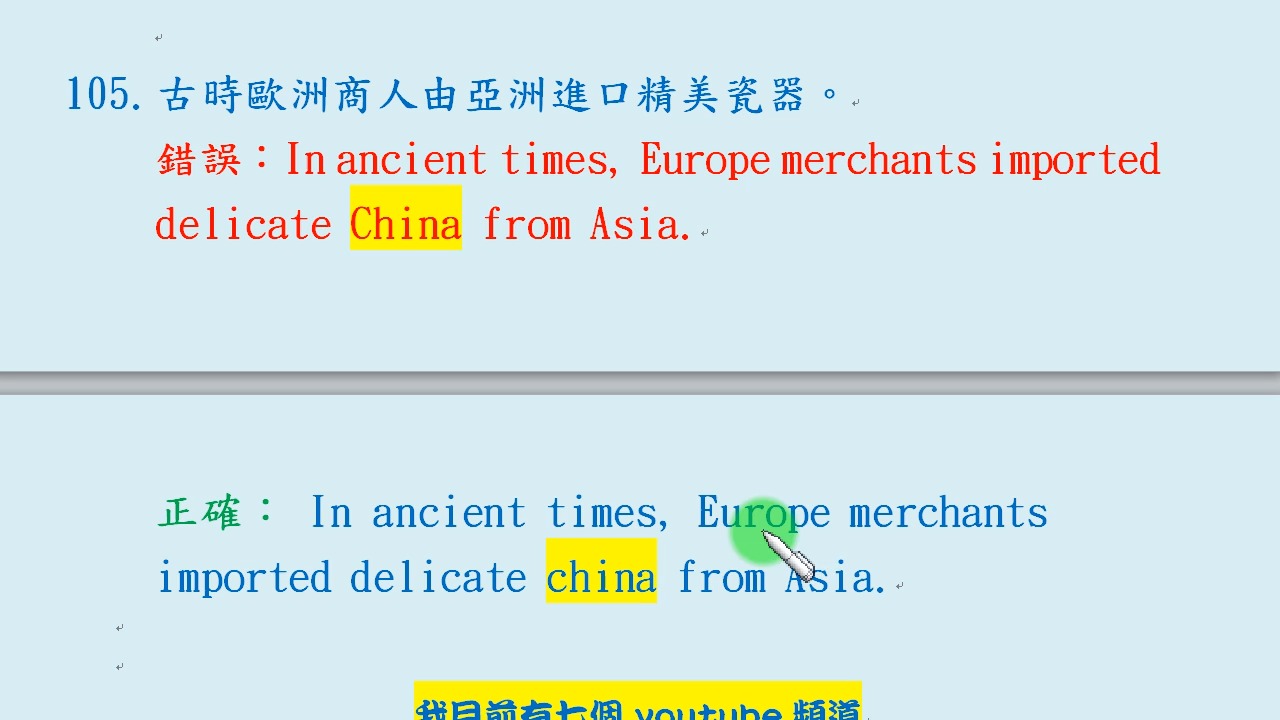 105. 古時歐洲商人由亞洲進口精美瓷器。
錯誤：In ancient times, Europe merchants imported
delicate China from Asia.
正確： In ancient times, Europe merchants
imported delicate china from Asia.
我目前有七個 youtube 頻道